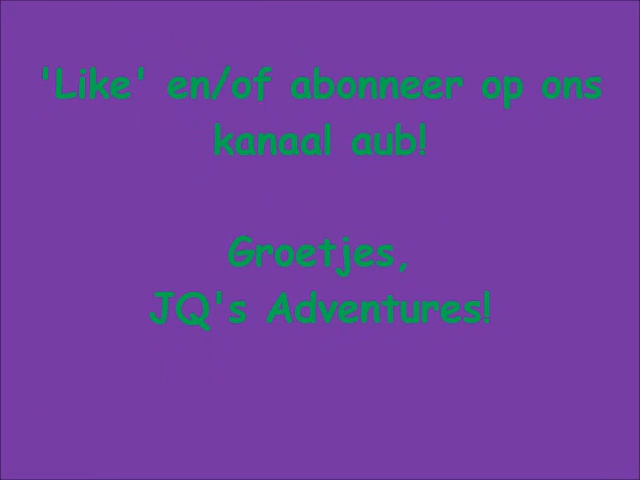 'Like' en/of abonneer op ons
kanaal aub!
Groetjes,
JQ's Adventures!